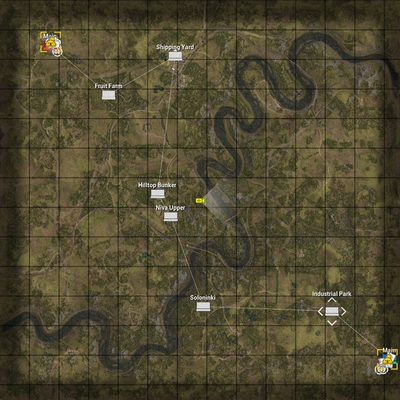 Main
Shipping Yard
Fruit Farm
Hilltop Bunker
Niva Upper
Soloninki
Industrial Park
Main